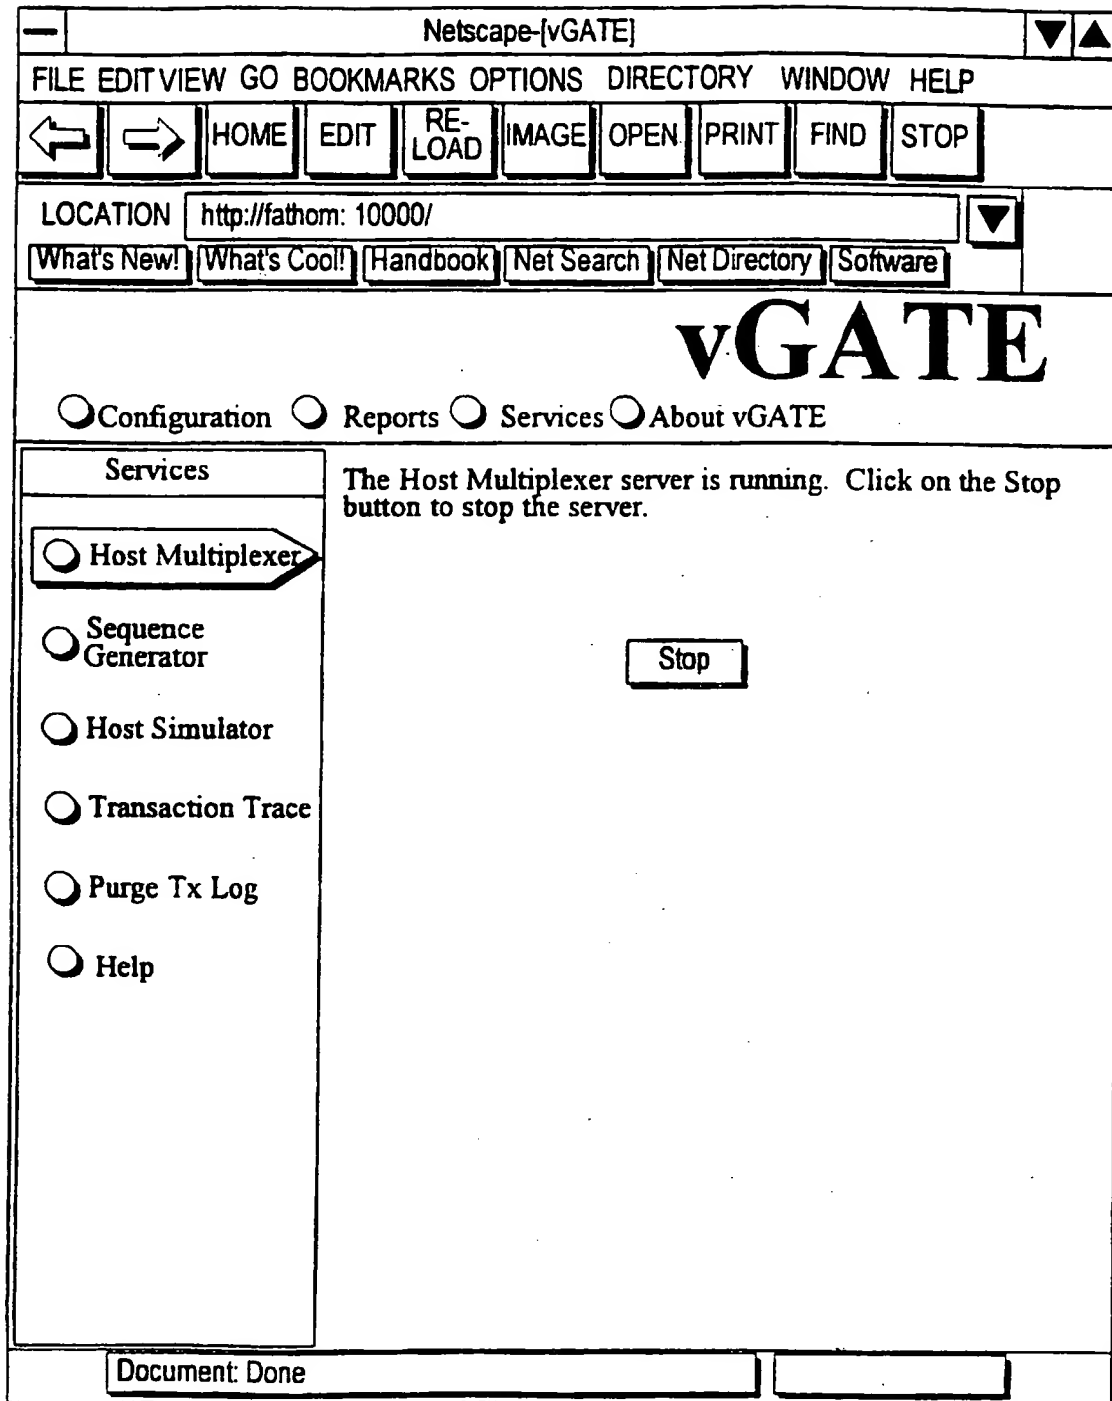 Netscape-[vGATE]
FILE EDIT VIEW GO BOOKMARKS OPTIONS DIRECTORY WINDOW HELP
HOME EDIT RE-LOAD IMAGE OPEN PRINT FIND STOP
LOCATION http://fathom: 10000/
What's New! What's Cool! Handbook Net Search Net Directory Software
vGATE
Configuration Reports Services About vGATE
Services
Host Multiplexer
Sequence
Generator
Host Simulator
Transaction Trace
Purge Tx Log
Help
The Host Multiplexer server is running. Click on the Stop
button to stop the server.
Stop
Document: Done